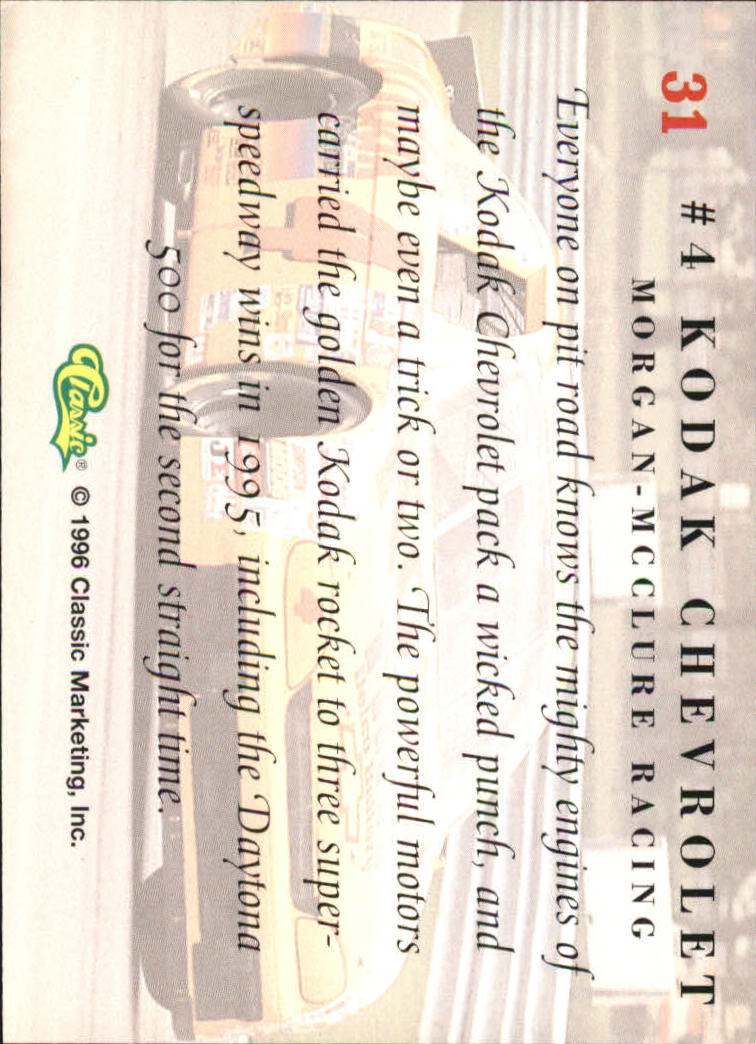 31
#4 KODAK CHEVROLET
MORGAN-MCCLURE RACING
Everyone on pit road knows the mighty engines of
the Kodak Chevrolet pack a wicked punch, and
maybe even a trick or two. The powerful motors
carried the golden Kodak rocket to three super-
speedway wins in 1995, including the Daytona
500 for the second straight time.
Classic® © 1996 Classic Marketing, Inc.